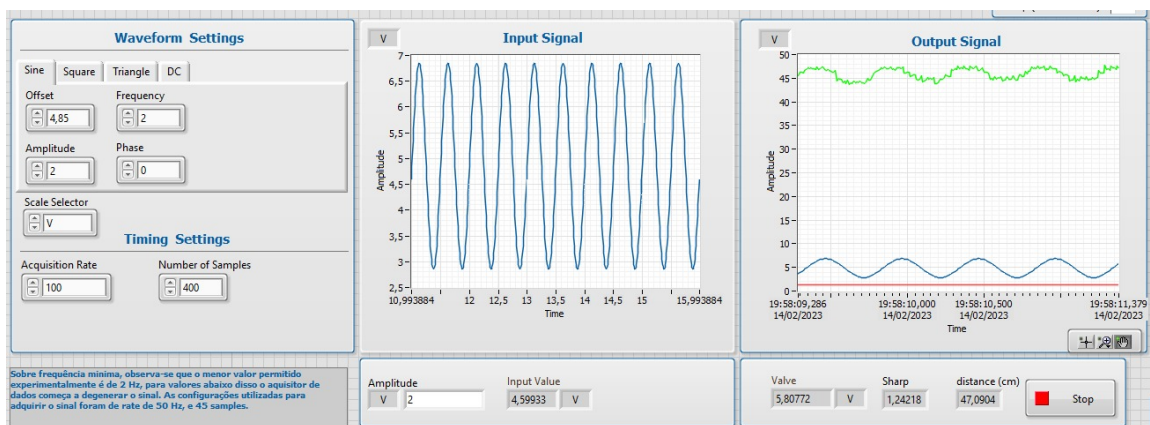 Waveform Settings
Sine Square Triangle DC
Offset Frequency
4,85 2
Amplitude Phase
2 0
Scale Selector
V
Timing Settings
Acquisition Rate Number of Samples
100 400
Sobre frequência mínima, observa-se que o menor valor permitido
experimentalmente é de 2 Hz, para valores abaixo disso o aquisitor de
dados começa a degenerar o sinal. As configurações utilizadas para
adquirir o sinal foram de rate de 50 Hz, e 45 samples.
V Input Signal
7
6,5
6
5,5
5
4,5
4
3,5
3
2,5
Amplitude
10,993884 12 12,5 13 13,5 14 14,5 15 15,993884
Time
Amplitude Input Value
V 2 4,59933 V
V Output Signal
50
45
40
35
30
25
20
15
10
5
0
Amplitude
19:58:09,286 19:58:10,000 19:58:10,500 19:58:11,379
14/02/2023 14/02/2023 14/02/2023 14/02/2023
Time
Valve Sharp distance (cm)
5,80772 V 1,24218 47,0904 Stop